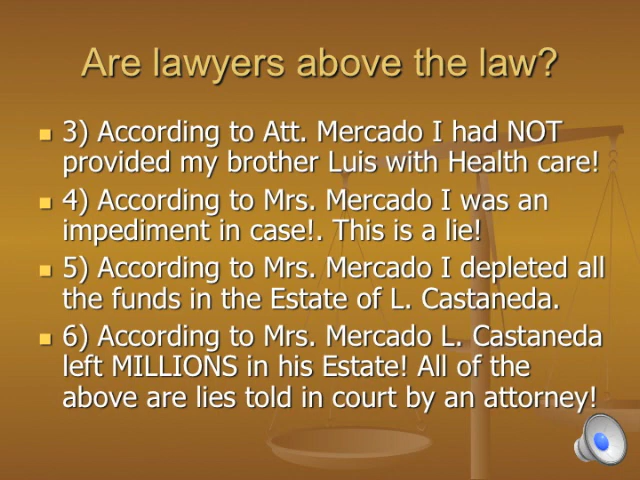 Are lawyers above the law?
3) According to Att. Mercado I had NOT
provided my brother Luis with Health care!
4) According to Mrs. Mercado I was an
impediment in case!. This is a lie!
5) According to Mrs. Mercado I depleted all
the funds in the Estate of L. Castaneda.
6) According to Mrs. Mercado L. Castaneda
left MILLIONS in his Estate! All of the
above are lies told in court by an attorney!